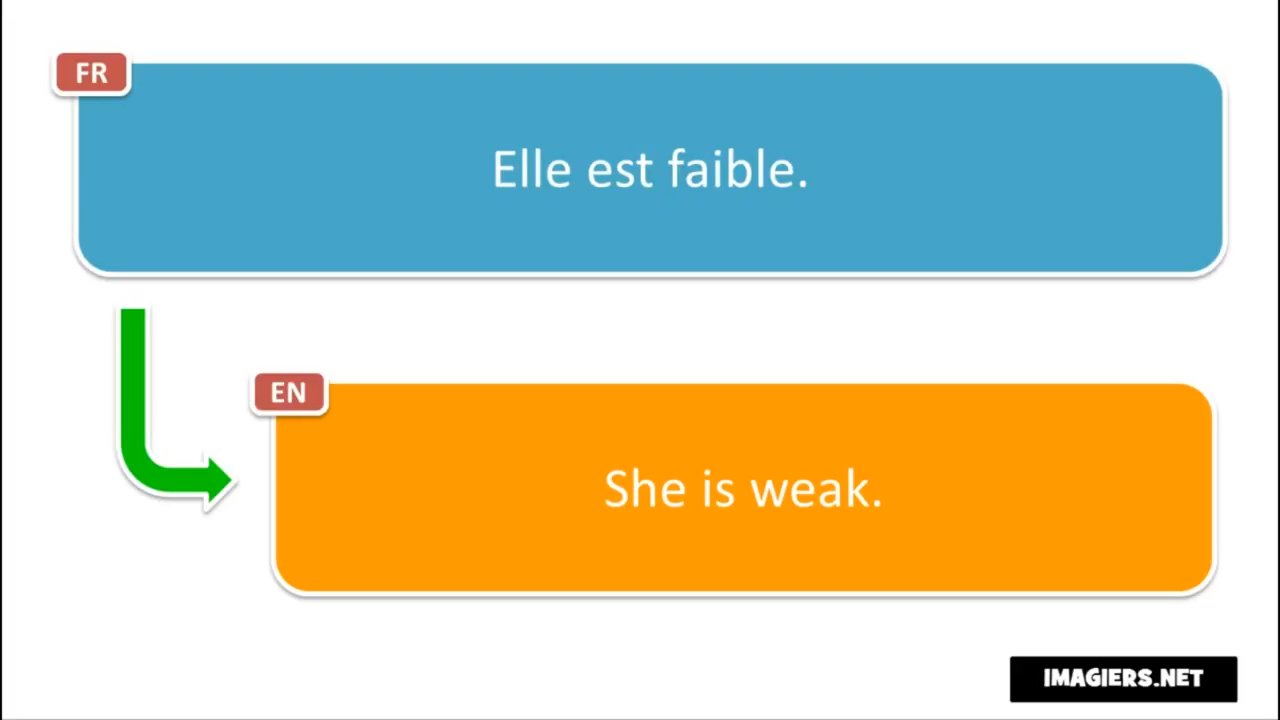 FR
Elle est faible.
EN
She is weak.
IMAGIERS.NET